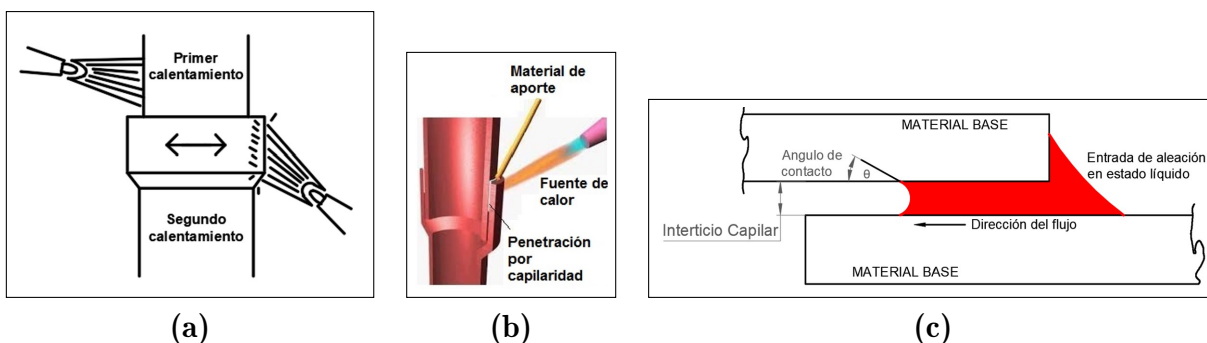 Primer
calentamiento
Segundo
calentamiento
(a)
Material de
aporte
Fuente de
calor
Penetración
por
capilaridad
(b)
MATERIAL BASE
Angulo de
contacto
θ
Entrada de aleación
en estado líquido
Interticio Capilar
Dirección del flujo
MATERIAL BASE
(c)